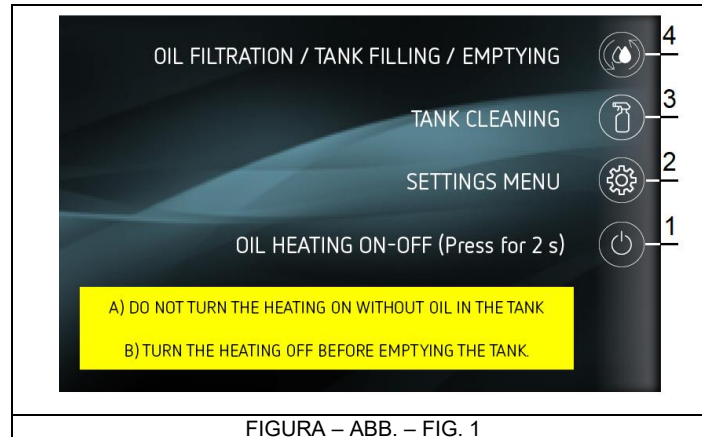 OIL FILTRATION / TANK FILLING / EMPTYING 4
TANK CLEANING 3
SETTINGS MENU 2
OIL HEATING ON-OFF (Press for 2 s) 1
A) DO NOT TURN THE HEATING ON WITHOUT OIL IN THE TANK
B) TURN THE HEATING OFF BEFORE EMPTYING THE TANK.
FIGURA – ABB. – FIG. 1